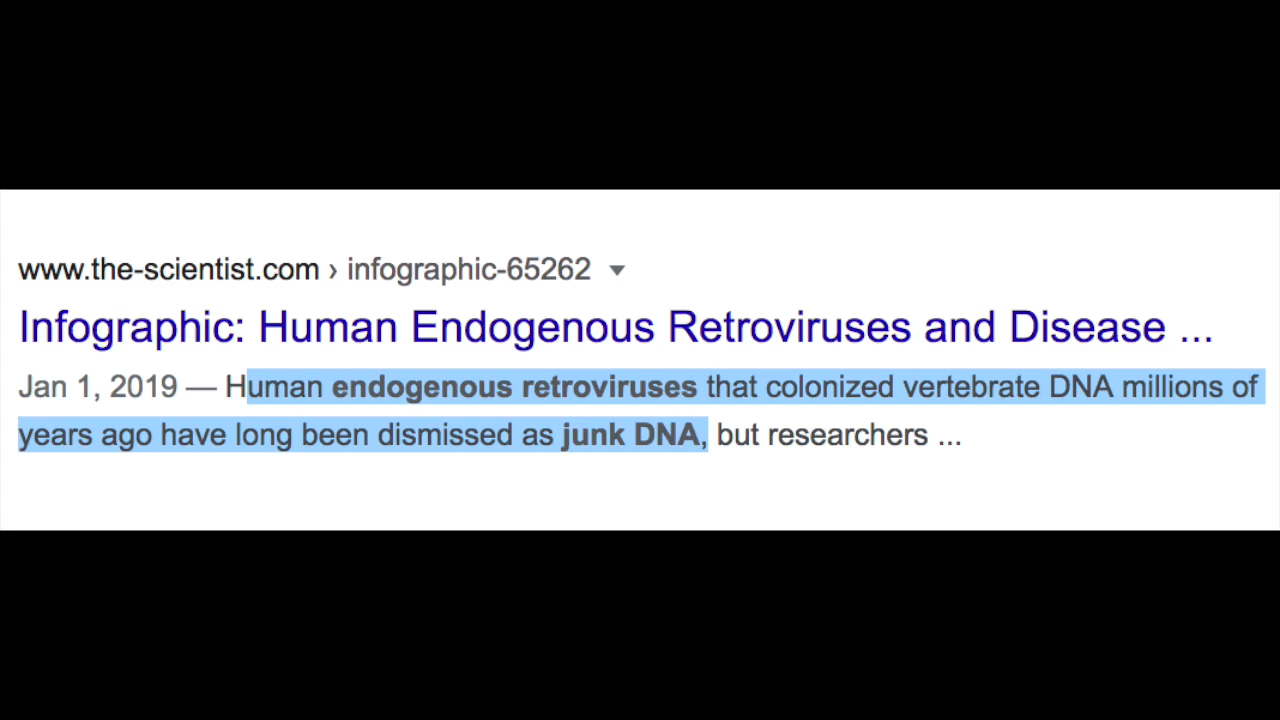 www.the-scientist.com › infographic-65262
Infographic: Human Endogenous Retroviruses and Disease ...
Jan 1, 2019 — Human endogenous retroviruses that colonized vertebrate DNA millions of
years ago have long been dismissed as junk DNA, but researchers ...